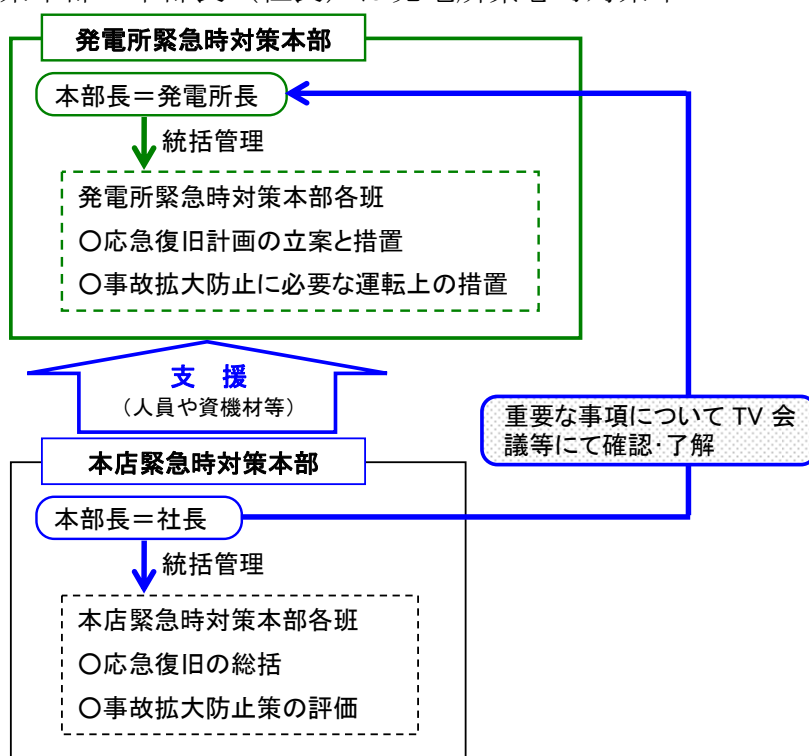 発電所緊急時対策本部
本部長＝発電所長
統括管理
発電所緊急時対策本部各班
○応急復旧計画の立案と措置
○事故拡大防止に必要な運転上の措置
支　援
（人員や資機材等）
重要な事項について TV 会
議等にて確認・了解
本店緊急時対策本部
本部長＝社長
統括管理
本店緊急時対策本部各班
○応急復旧の総括
○事故拡大防止策の評価